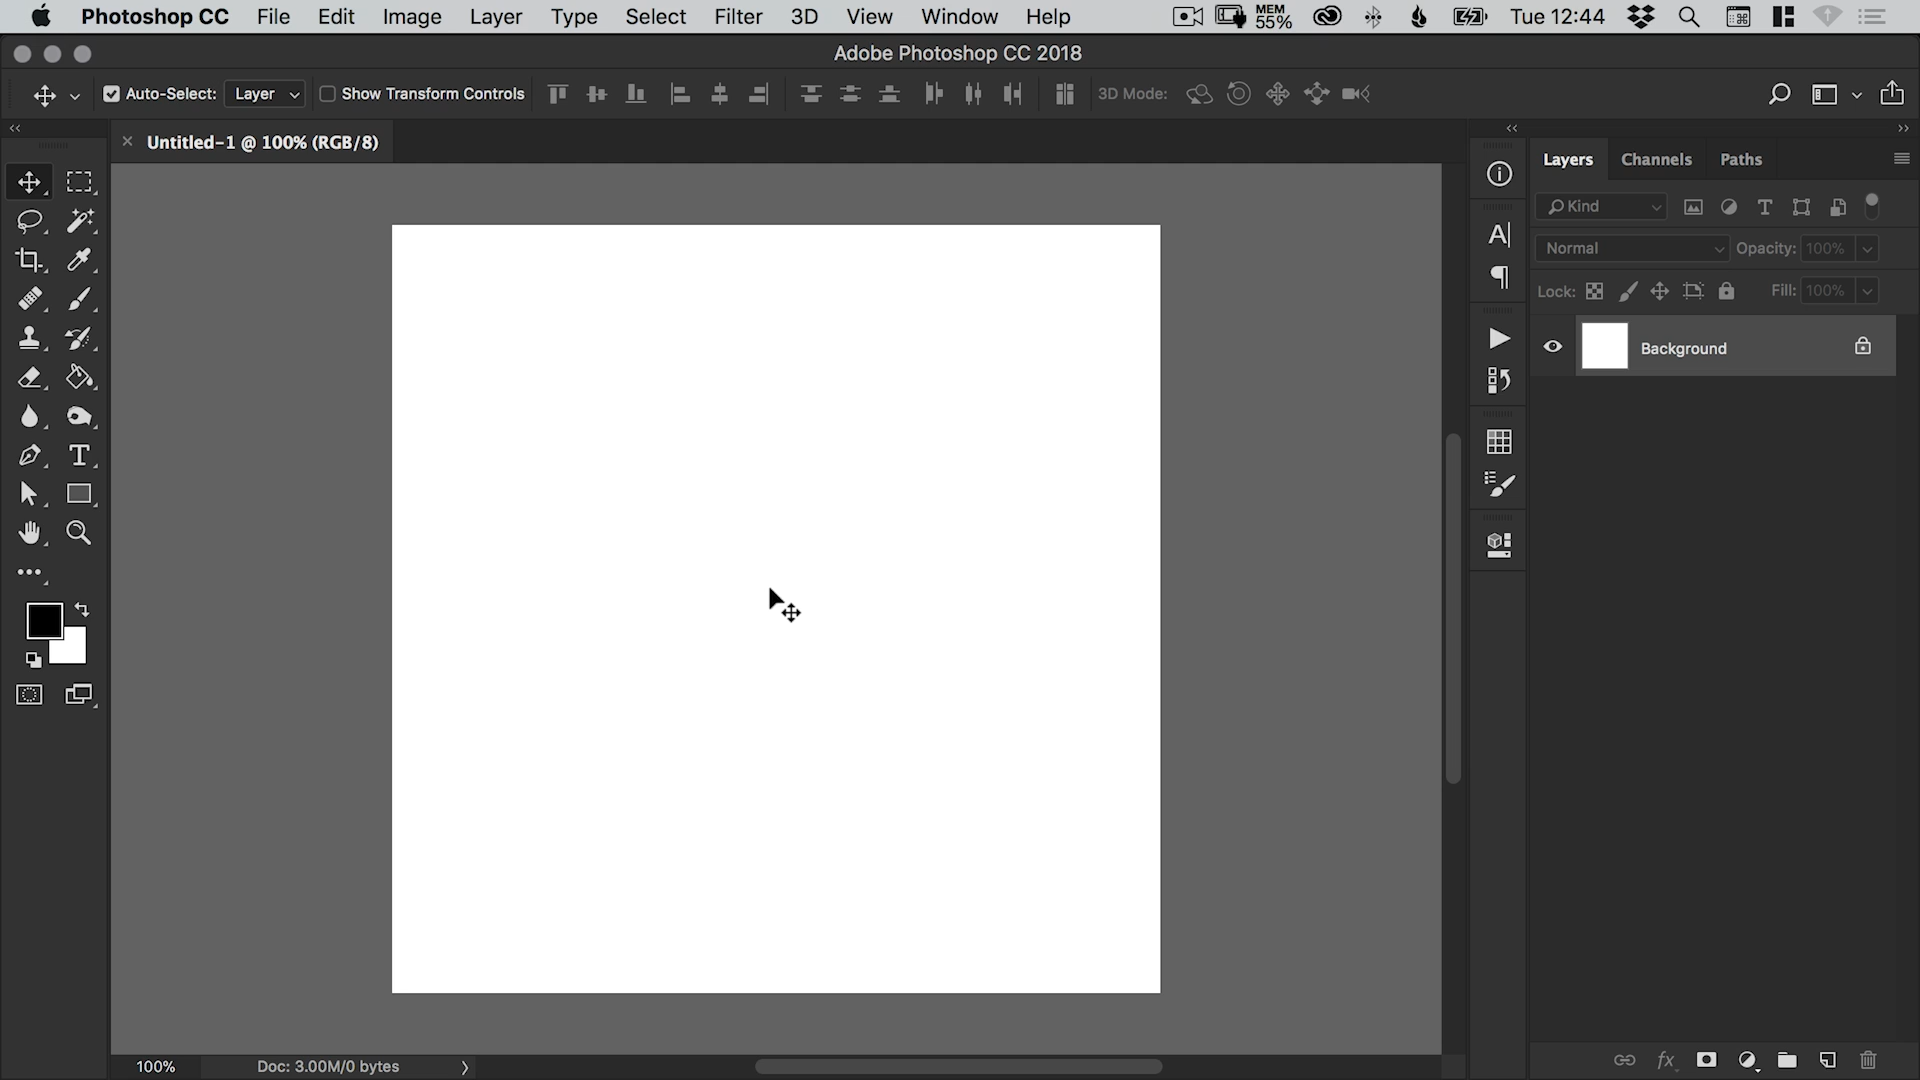 Photoshop CC File Edit Image Layer Type Select Filter 3D View Window Help MEM 55% Tue 12:44
Adobe Photoshop CC 2018
Auto-Select: Layer Show Transform Controls 3D Mode:
Untitled-1 @ 100% (RGB/8)
Layers Channels Paths
Kind
Normal Opacity: 100%
Lock: Fill: 100%
Background
100% Doc: 3.00M/0 bytes